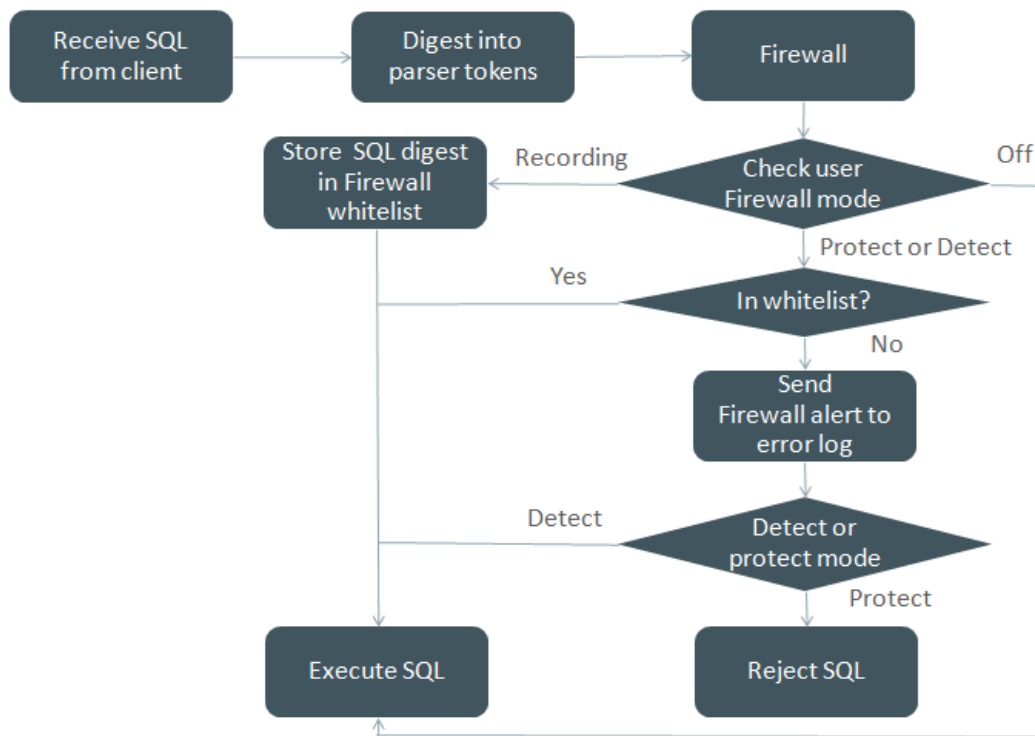 Receive SQL
from client
Digest into
parser tokens
Firewall
Store SQL digest
in Firewall
whitelist
Recording
Check user
Firewall mode
Off
Protect or Detect
Yes
In whitelist?
No
Send
Firewall alert to
error log
Detect
Detect or
protect mode
Protect
Execute SQL
Reject SQL